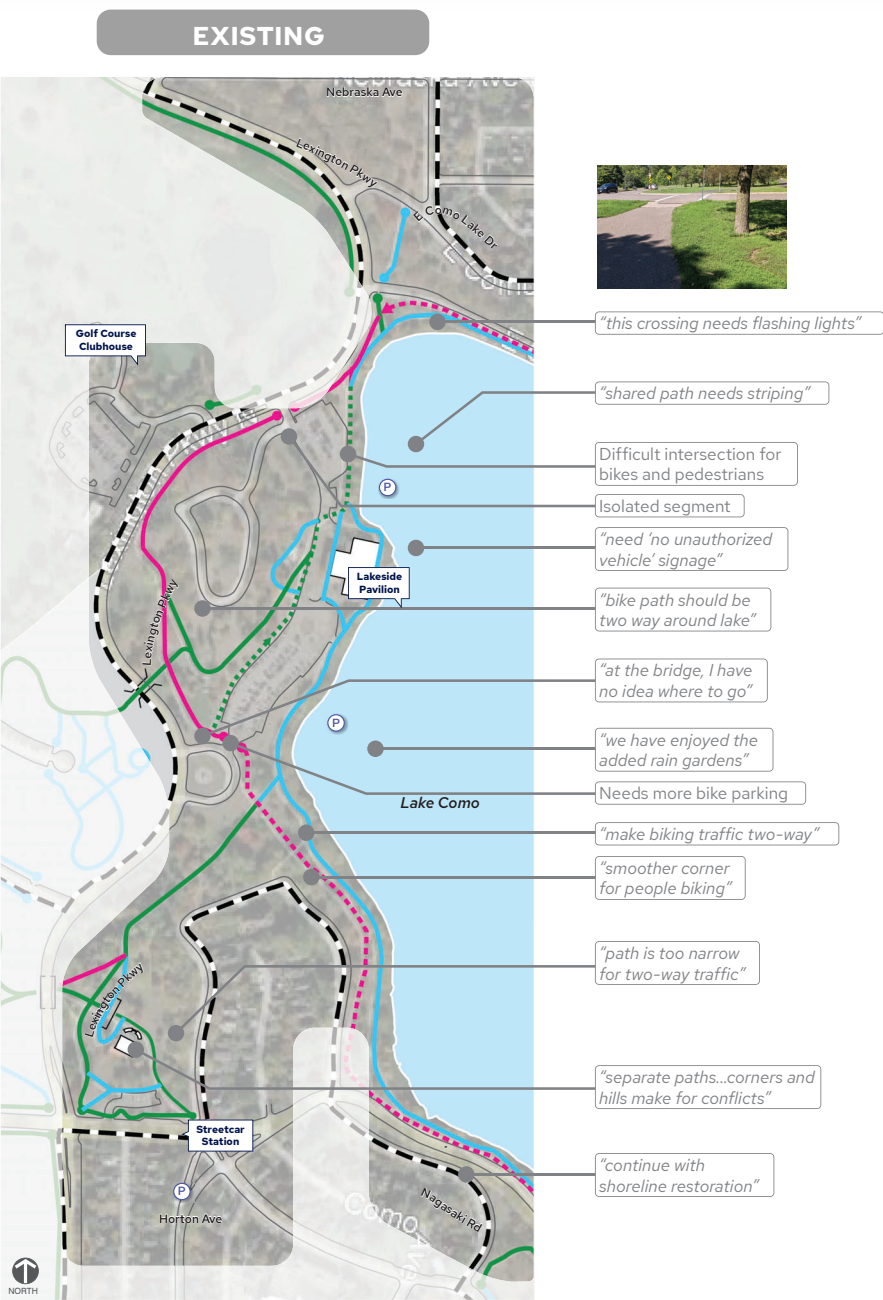 EXISTING
Nebraska Ave
Nebraska Ave
Lexington Pkwy
E Como Lake Dr
Golf Course
Clubhouse
"this crossing needs flashing lights"
"shared path needs striping"
Difficult intersection for
bikes and pedestrians
P
Isolated segment
"need 'no unauthorized
vehicle' signage"
Lakeside
Pavilion
"bike path should be
two way around lake"
Lexington Pkwy
"at the bridge, I have
no idea where to go"
P
"we have enjoyed the
added rain gardens"
Needs more bike parking
Lake Como
"make biking traffic two-way"
"smoother corner
for people biking"
"path is too narrow
for two-way traffic"
Lexington Pkwy
"separate paths...corners and
hills make for conflicts"
Streetcar
Station
"continue with
shoreline restoration"
P
Horton Ave
Nagasaki Rd
Como Ave
NORTH